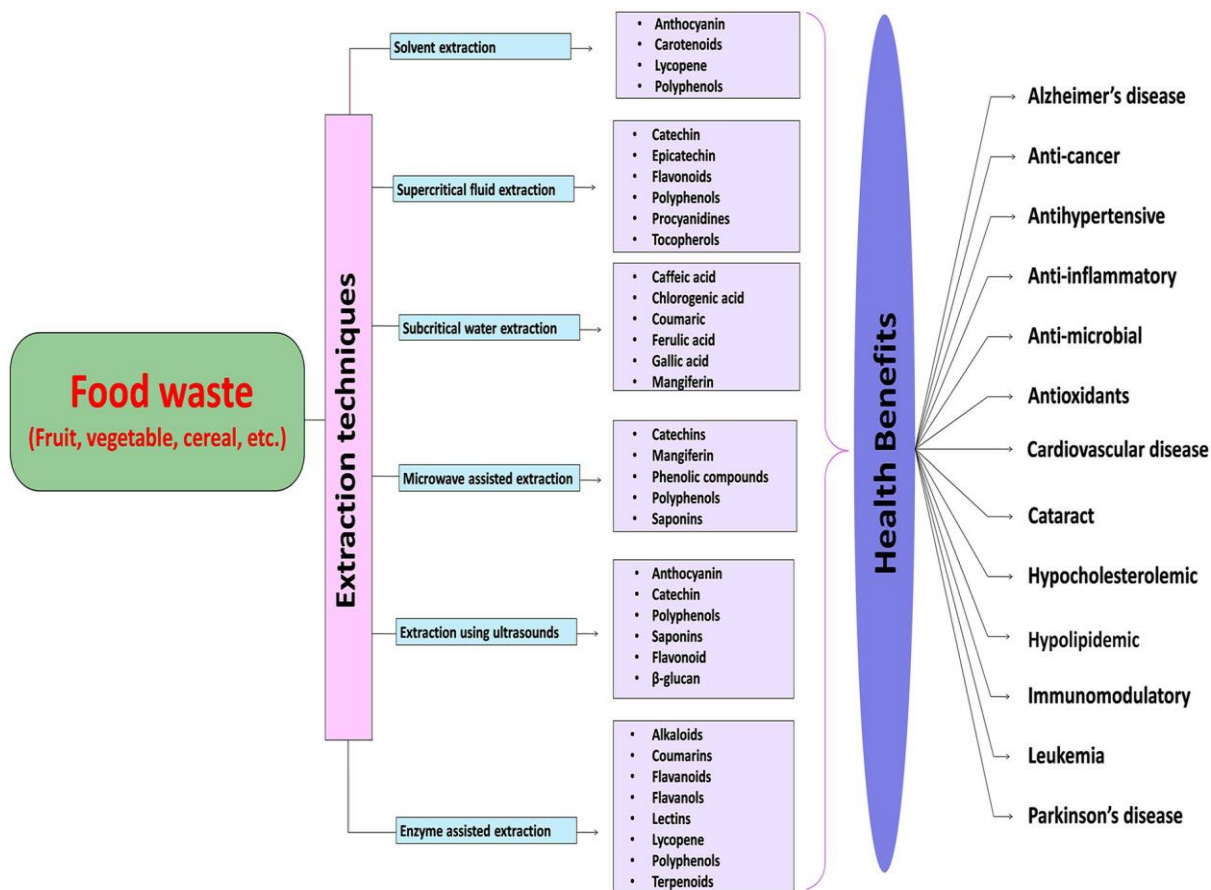 Food waste
(Fruit, vegetable, cereal, etc.)
Extraction techniques
Solvent extraction
• Anthocyanin
• Carotenoids
• Lycopene
• Polyphenols
Supercritical fluid extraction
• Catechin
• Epicatechin
• Flavonoids
• Polyphenols
• Procyanidines
• Tocopherols
Subcritical water extraction
• Caffeic acid
• Chlorogenic acid
• Coumaric
• Ferulic acid
• Gallic acid
• Mangiferin
Microwave assisted extraction
• Catechins
• Mangiferin
• Phenolic compounds
• Polyphenols
• Saponins
Extraction using ultrasounds
• Anthocyanin
• Catechin
• Polyphenols
• Saponins
• Flavonoid
• β-glucan
Enzyme assisted extraction
• Alkaloids
• Coumarins
• Flavanoids
• Flavanols
• Lectins
• Lycopene
• Polyphenols
• Terpenoids
Health Benefits
Alzheimer's disease
Anti-cancer
Antihypertensive
Anti-inflammatory
Anti-microbial
Antioxidants
Cardiovascular disease
Cataract
Hypocholesterolemic
Hypolipidemic
Immunomodulatory
Leukemia
Parkinson's disease